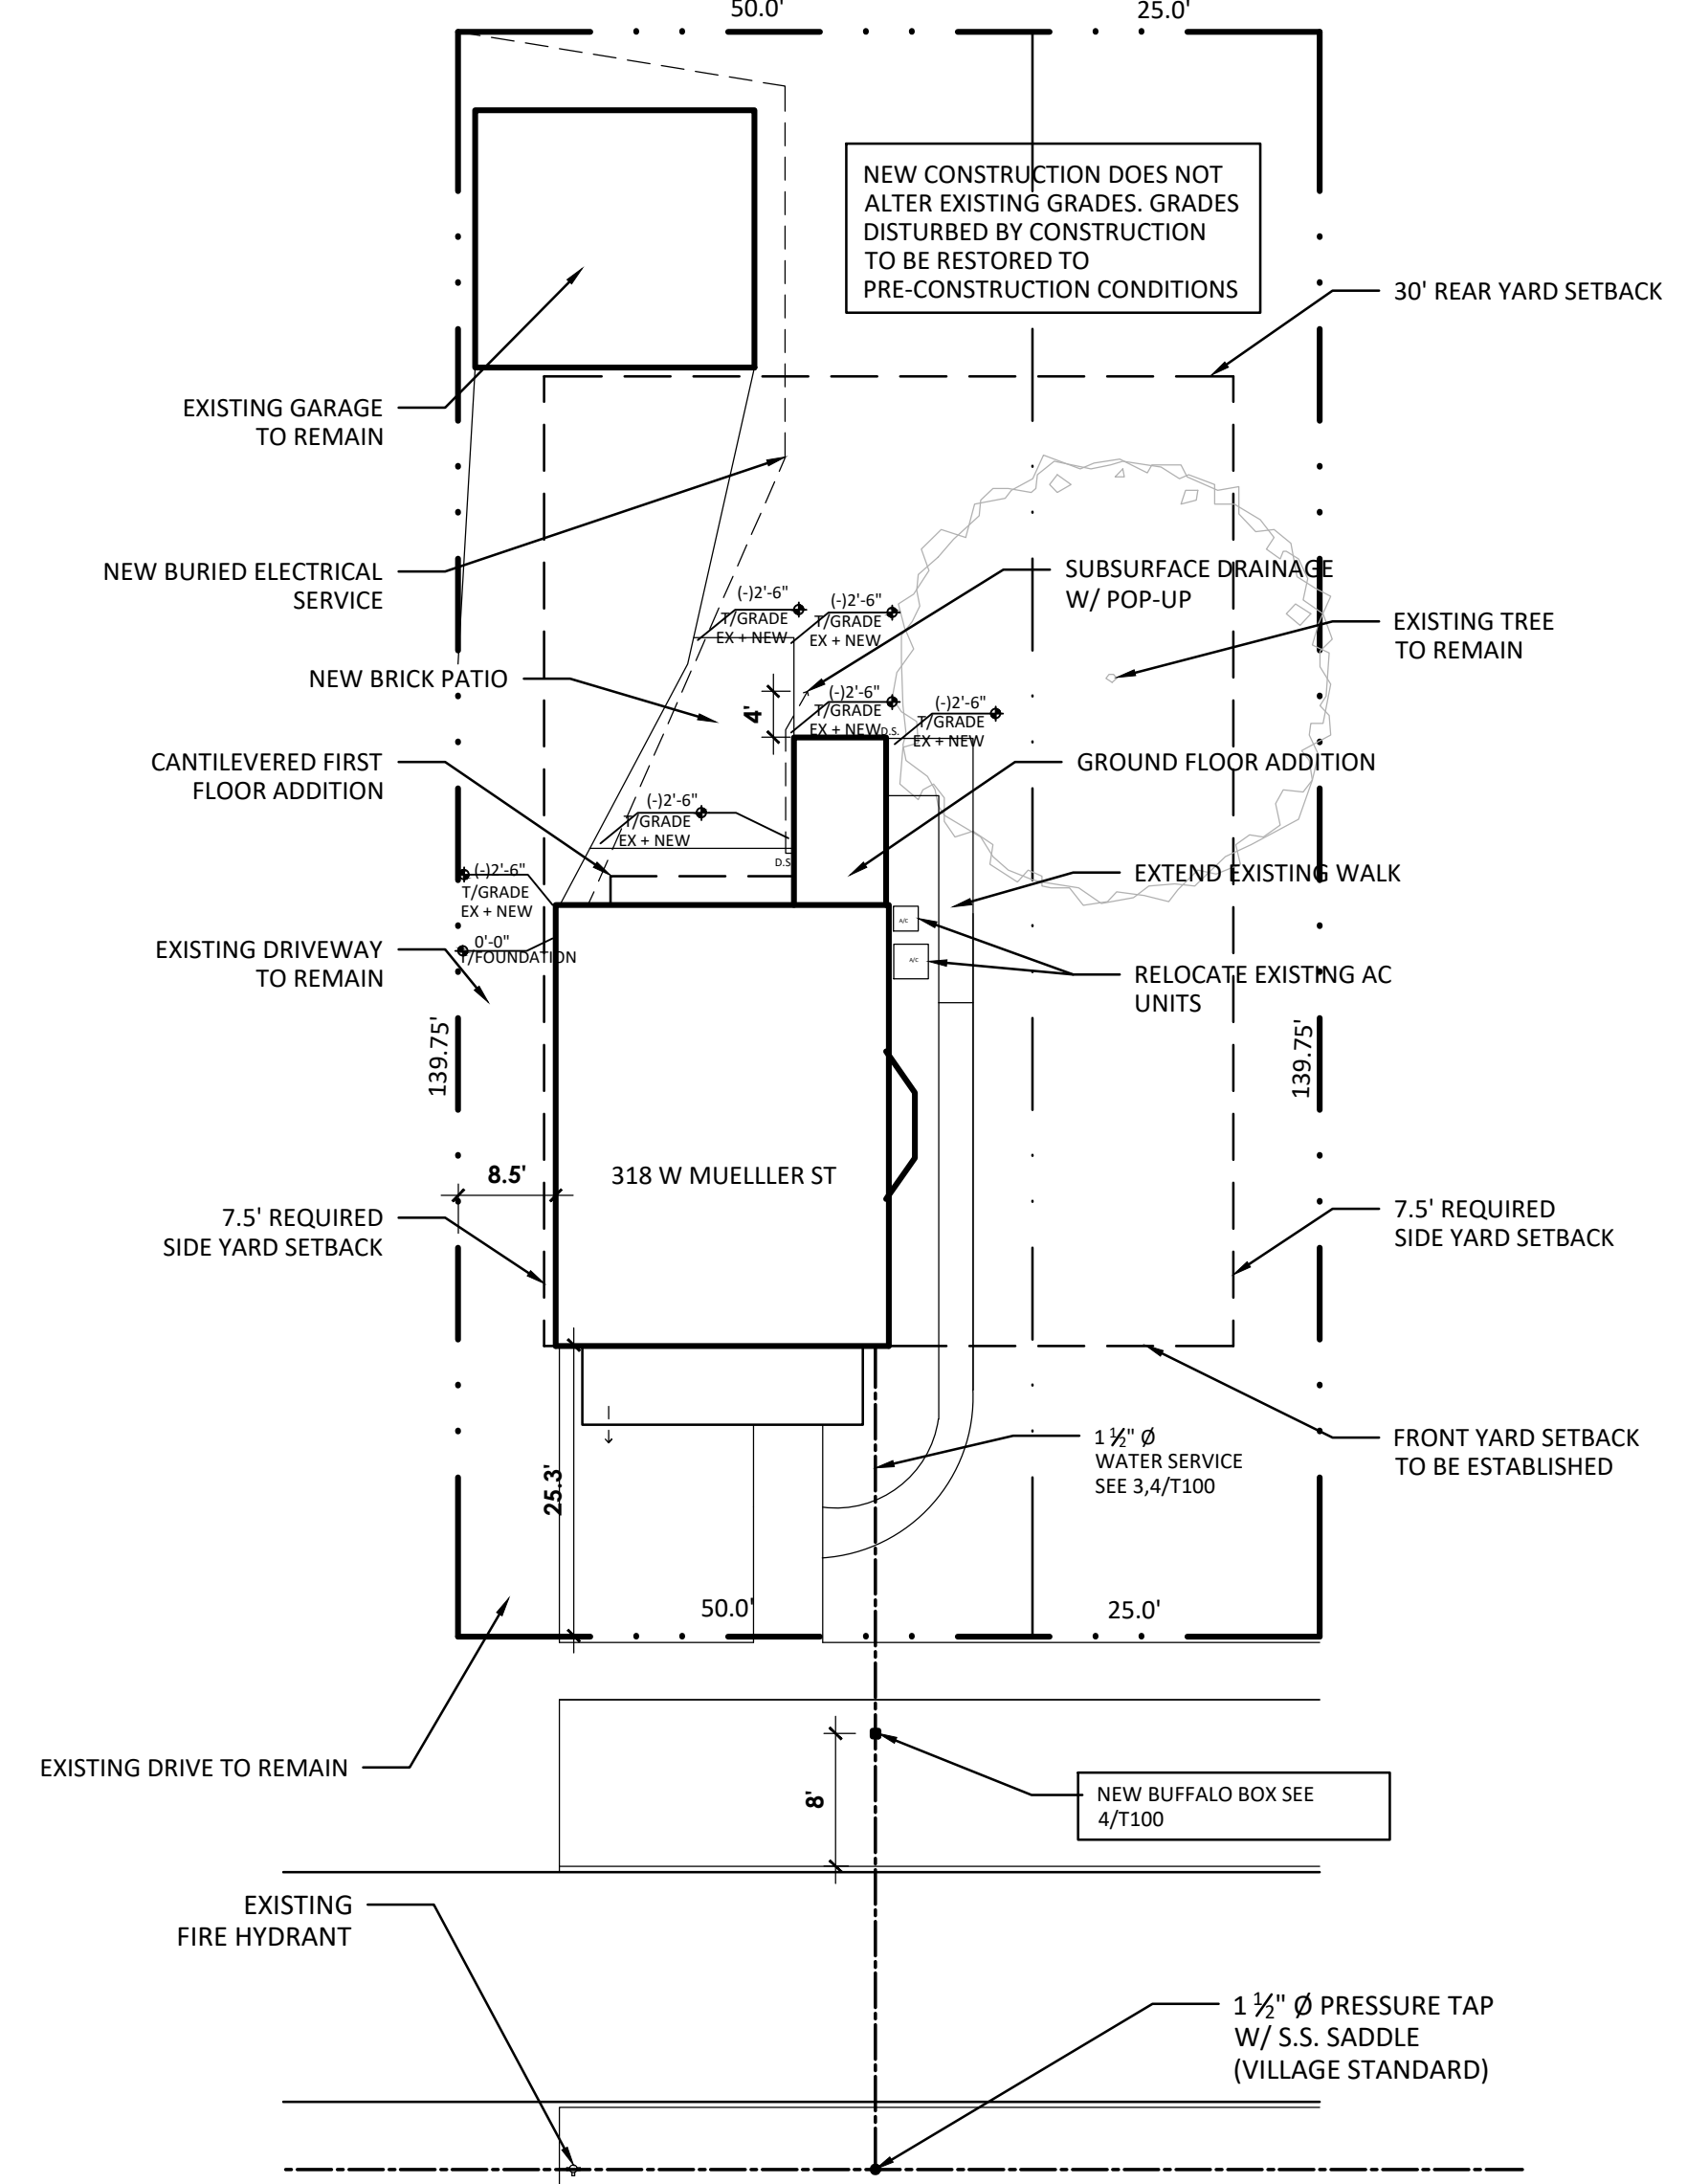 50.0'
25.0'
NEW CONSTRUCTION DOES NOT
ALTER EXISTING GRADES. GRADES
DISTURBED BY CONSTRUCTION
TO BE RESTORED TO
PRE-CONSTRUCTION CONDITIONS
30' REAR YARD SETBACK
EXISTING GARAGE
TO REMAIN
NEW BURIED ELECTRICAL
SERVICE
SUBSURFACE DRAINAGE
W/ POP-UP
(-)2'-6"
T/GRADE
EX + NEW
(-)2'-6"
T/GRADE
EX + NEW
EXISTING TREE
TO REMAIN
NEW BRICK PATIO
4'
(-)2'-6"
T/GRADE
EX + NEW
D.S.
(-)2'-6"
T/GRADE
EX + NEW
CANTILEVERED FIRST
FLOOR ADDITION
GROUND FLOOR ADDITION
(-)2'-6"
T/GRADE
EX + NEW
D.S.
(-)2'-6"
T/GRADE
EX + NEW
EXTEND EXISTING WALK
A/C
A/C
EXISTING DRIVEWAY
TO REMAIN
0'-0"
T/FOUNDATION
RELOCATE EXISTING AC
UNITS
139.75'
139.75'
8.5'
318 W MUELLLER ST
7.5' REQUIRED
SIDE YARD SETBACK
7.5' REQUIRED
SIDE YARD SETBACK
25.3'
1 ½" Ø
WATER SERVICE
SEE 3,4/T100
FRONT YARD SETBACK
TO BE ESTABLISHED
50.0'
25.0'
EXISTING DRIVE TO REMAIN
8'
NEW BUFFALO BOX SEE
4/T100
EXISTING
FIRE HYDRANT
1 ½" Ø PRESSURE TAP
W/ S.S. SADDLE
(VILLAGE STANDARD)